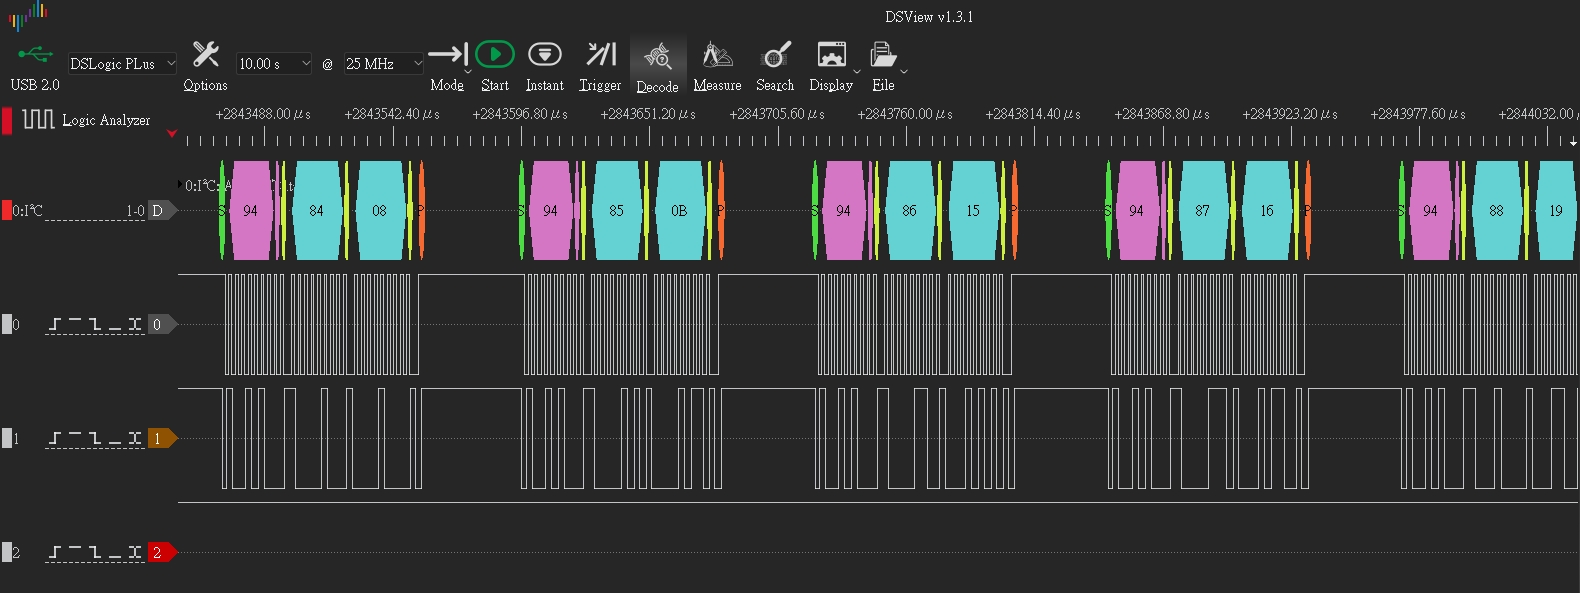 DSView v1.3.1
USB 2.0
DSLogic PLus
Options
10.00 s @ 25 MHz
Mode Start Instant Trigger Decode Measure Search Display File
Logic Analyzer
+2843488.00 μs +2843542.40 μs +2843596.80 μs +2843651.20 μs +2843705.60 μs +2843760.00 μs +2843814.40 μs +2843868.80 μs +2843923.20 μs +2843977.60 μs +2844032.00
0:I²C:
0:I²C 1-0 D S 94 84 08 P S 94 85 0B P S 94 86 15 P S 94 87 16 P S 94 88 19
0 0
1 1
2 2